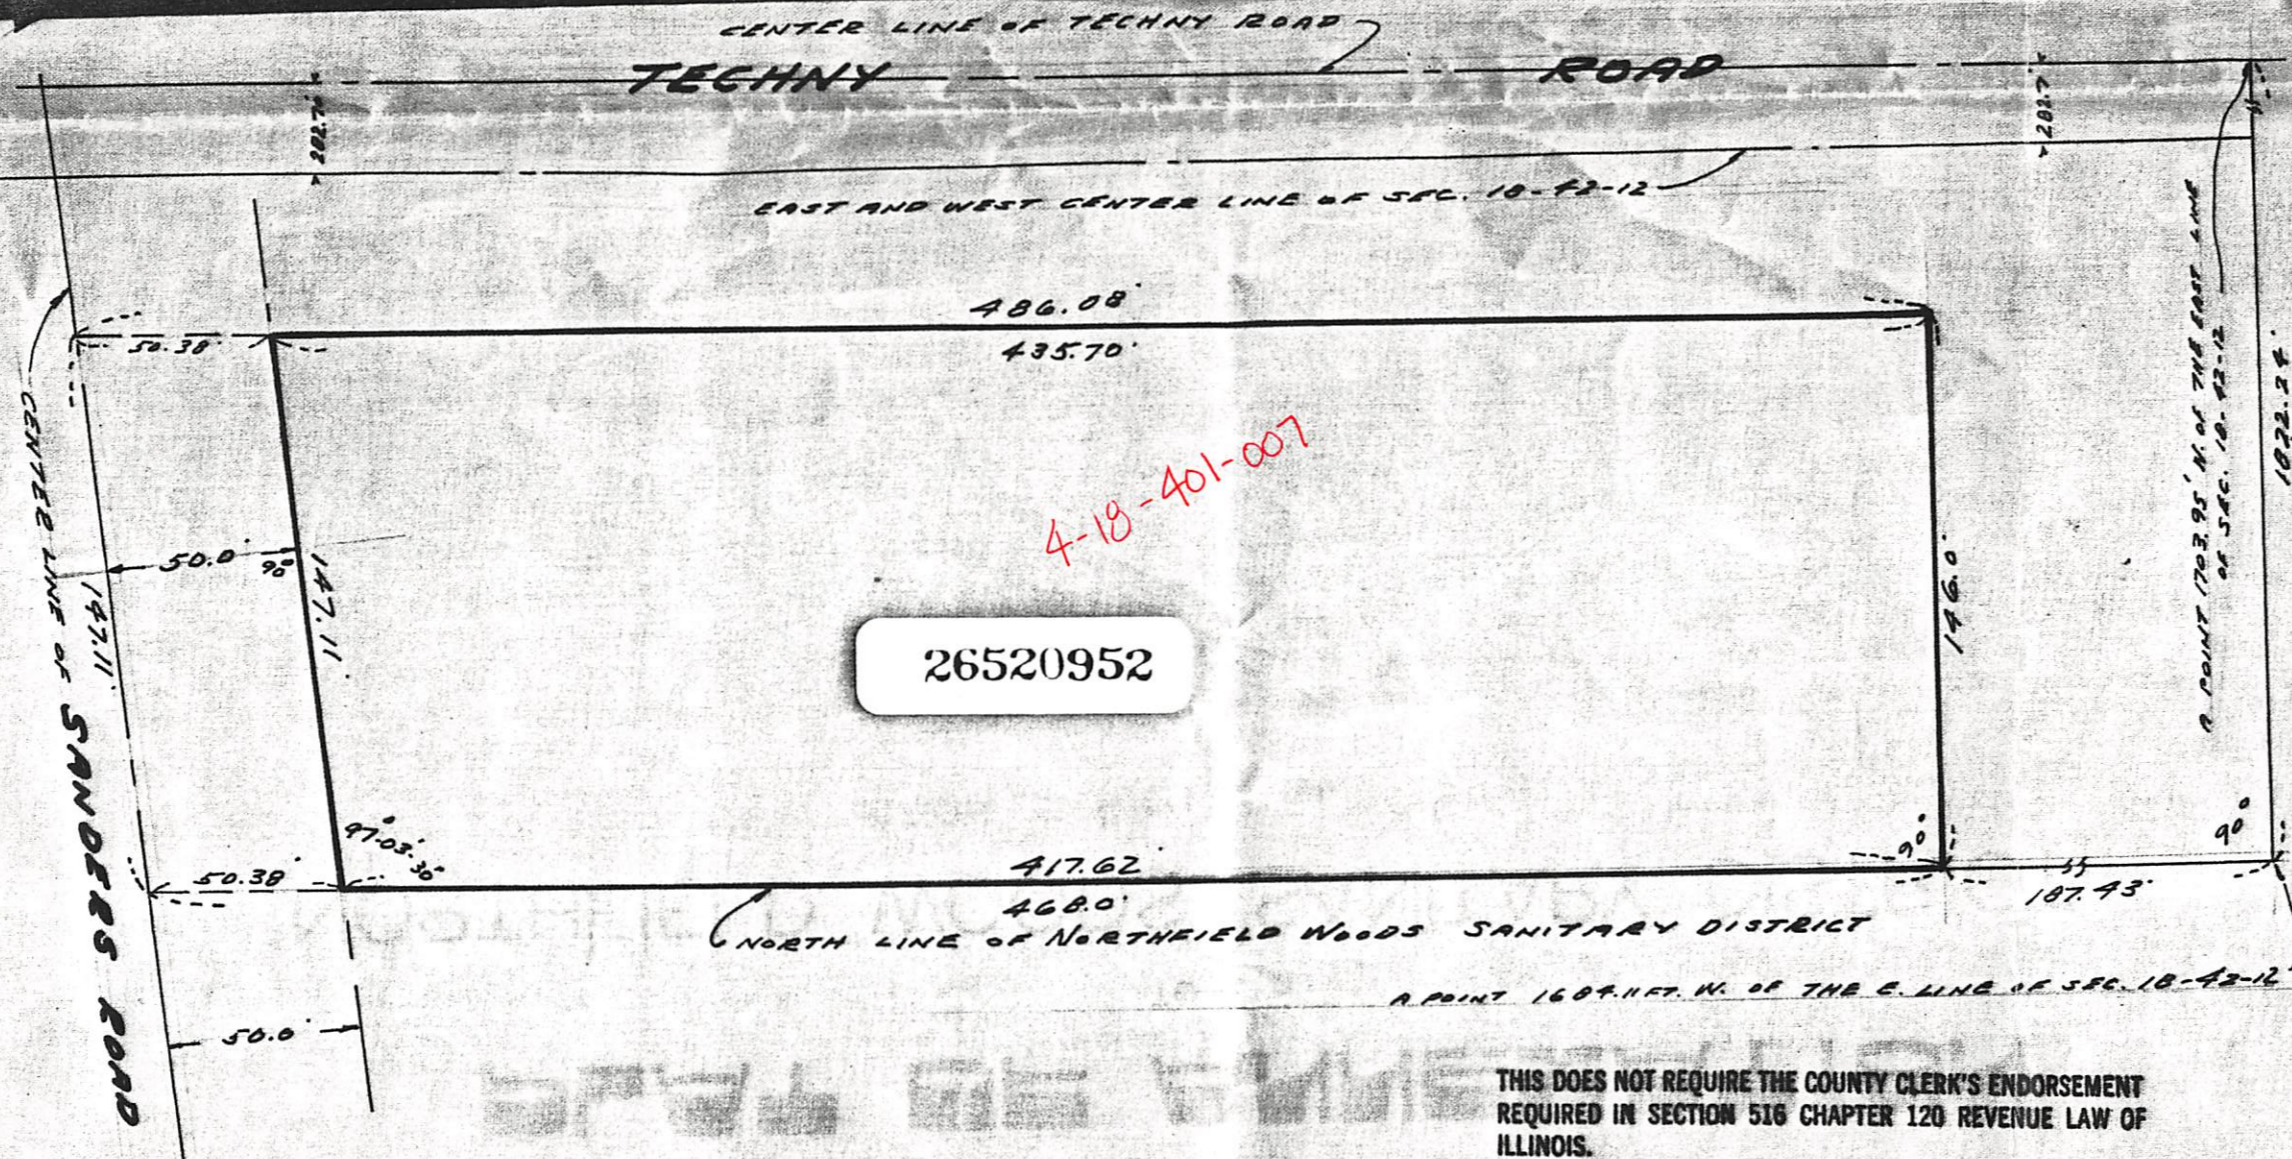 CENTER LINE OF TECHNY ROAD
TECHNY ROAD
282.7'
282.7'
EAST AND WEST CENTER LINE OF SEC. 18-42-12
486.08'
50.38'
435.70'
4-18-401-007
CENTER LINE OF SANDERS ROAD
50.0'
90°
147.11'
147.11'
26520952
146.0'
A POINT 1703.95' N. OF THE EAST LINE
OF SEC. 18-42-12
1822.24'
97°-03'-30"
90°
90°
50.38'
417.62'
468.0'
187.43'
NORTH LINE OF NORTHFIELD WOODS SANITARY DISTRICT
A POINT 1684.11 FT. W. OF THE E. LINE OF SEC. 18-42-12
50.0'
THIS DOES NOT REQUIRE THE COUNTY CLERK'S ENDORSEMENT
REQUIRED IN SECTION 516 CHAPTER 120 REVENUE LAW OF
ILLINOIS.